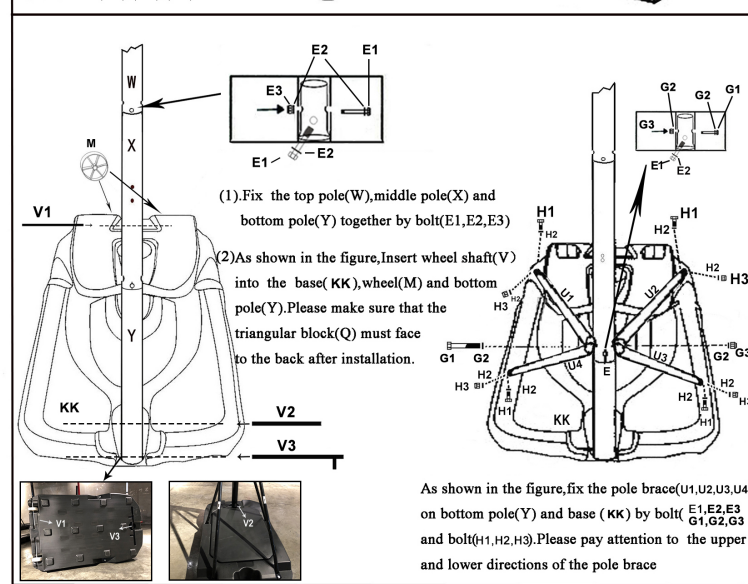 W
E3
E2
E1
E1
E2
X
M
V1
(1).Fix the top pole(W),middle pole(X) and
bottom pole(Y) together by bolt(E1,E2,E3)
(2)As shown in the figure,Insert wheel shaft(V)
into the base( KK),wheel(M) and bottom
pole(Y).Please make sure that the
triangular block(Q) must face
to the back after installation.
Y
KK
V2
V3
V1
V3
V2
G2
G1
G3
G2
E1
E2
H1
H2
H1
H2
H2
H3
H3
H2
U1
U2
G1
G2
U4
E
U3
G2
G3
H3
H2
H2
H1
KK
H2
H1
H2
As shown in the figure,fix the pole brace(U1,U2,U3,U4
on bottom pole(Y) and base ( KK) by bolt( E1,E2,E3
G1,G2,G3
and bolt(H1,H2,H3).Please pay attention to the upper
and lower directions of the pole brace